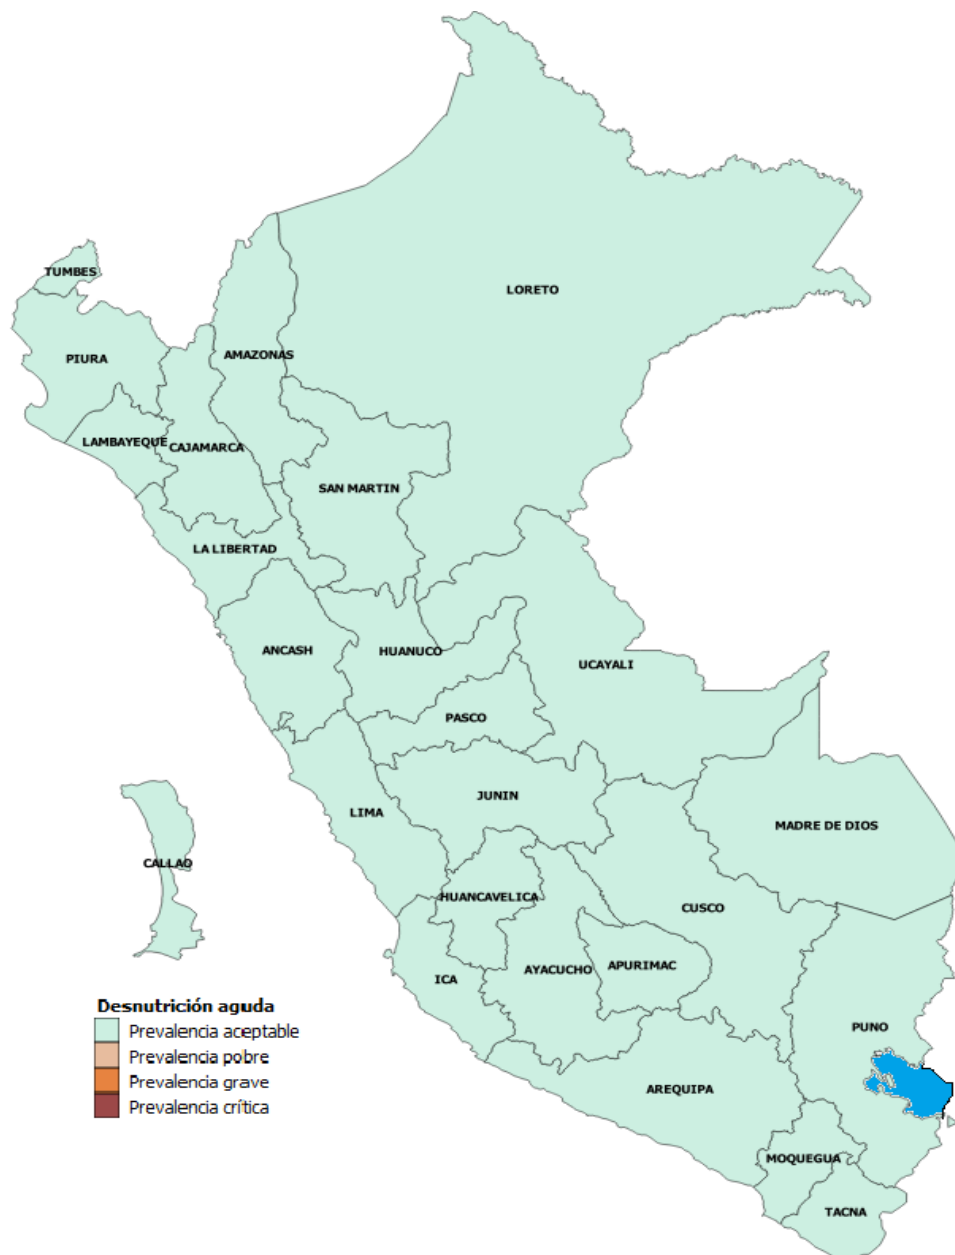 TUMBES
LORETO
PIURA
AMAZONAS
LAMBAYEQUE
CAJAMARCA
SAN MARTIN
LA LIBERTAD
ANCASH
HUANUCO
UCAYALI
PASCO
JUNIN
LIMA
MADRE DE DIOS
CALLAO
HUANCAVELICA
CUSCO
AYACUCHO
APURIMAC
ICA
PUNO
AREQUIPA
MOQUEGUA
TACNA
Desnutrición aguda
Prevalencia aceptable
Prevalencia pobre
Prevalencia grave
Prevalencia crítica